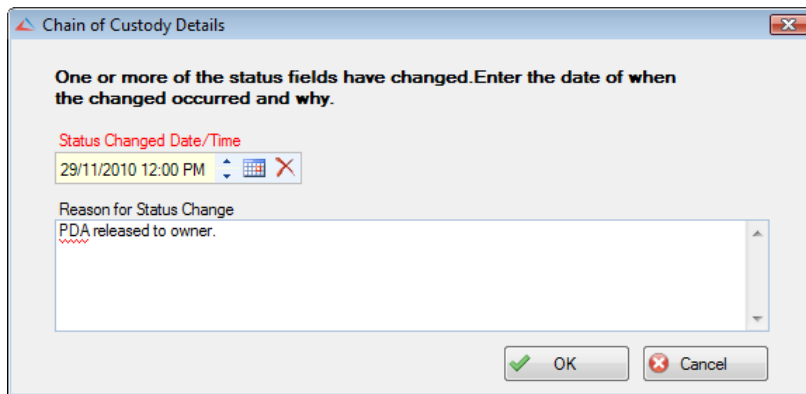 Chain of Custody Details
One or more of the status fields have changed.Enter the date of when
the changed occurred and why.
Status Changed Date/Time
29/11/2010 12:00 PM
Reason for Status Change
PDA released to owner.
OK
Cancel